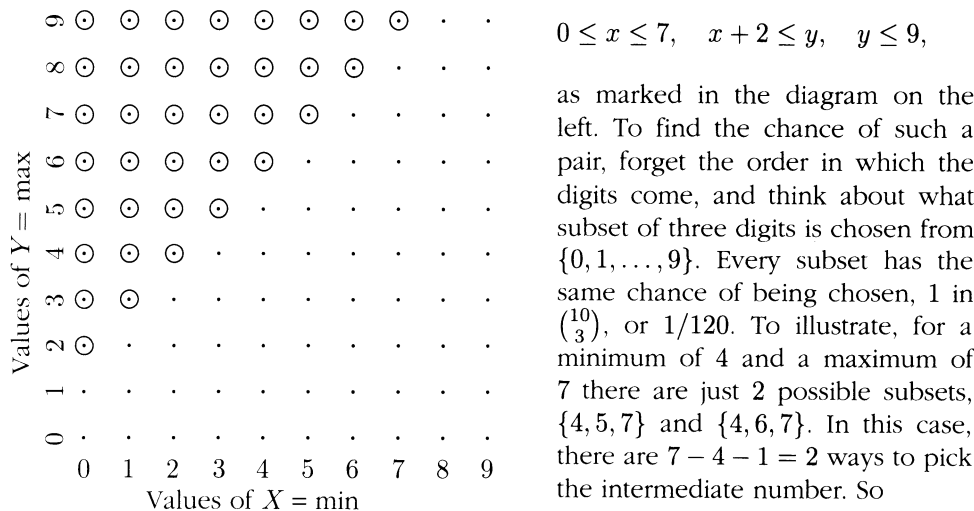 Values of Y = max
9
8
7
6
5
4
3
2
1
0
0 1 2 3 4 5 6 7 8 9
Values of X = min
0 ≤ x ≤ 7, x + 2 ≤ y, y ≤ 9,
as marked in the diagram on the
left. To find the chance of such a
pair, forget the order in which the
digits come, and think about what
subset of three digits is chosen from
{0, 1, . . . , 9}. Every subset has the
same chance of being chosen, 1 in
(10 3), or 1/120. To illustrate, for a
minimum of 4 and a maximum of
7 there are just 2 possible subsets,
{4, 5, 7} and {4, 6, 7}. In this case,
there are 7 − 4 − 1 = 2 ways to pick
the intermediate number. So